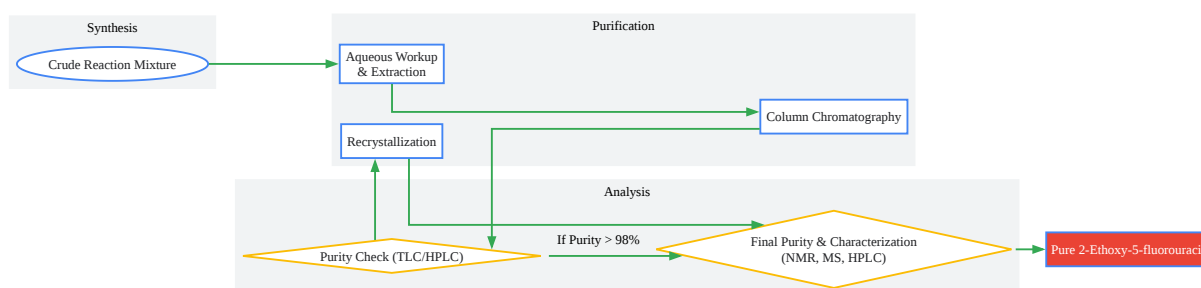 Synthesis
Purification
Crude Reaction Mixture
Aqueous Workup
& Extraction
Column Chromatography
Recrystallization
Analysis
If Purity > 98%
Purity Check (TLC/HPLC)
Final Purity & Characterization
(NMR, MS, HPLC)
Pure 2-Ethoxy-5-fluorouraci